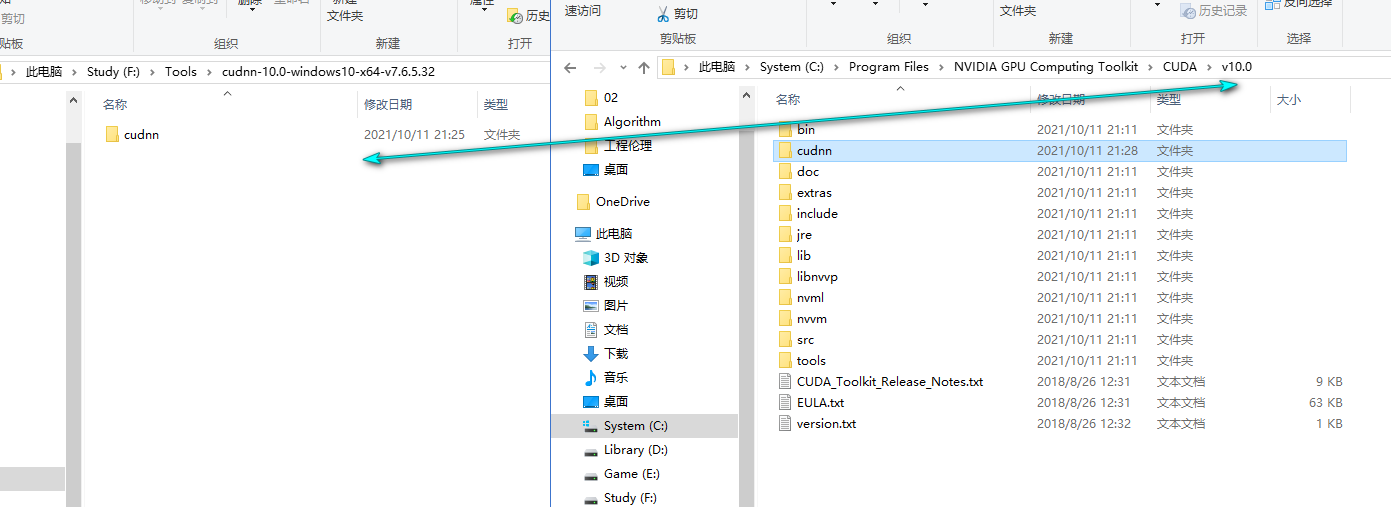 剪切
组织
新建
文件夹
新建
历史
打开
此电脑 > Study (F:) > Tools > cudnn-10.0-windows10-x64-v7.6.5.32
名称 修改日期 类型
cudnn 2021/10/11 21:25 文件夹
速访问
剪切
剪贴板
组织
文件夹
新建
历史记录
打开
反向选择
选择
此电脑 > System (C:) > Program Files > NVIDIA GPU Computing Toolkit > CUDA > v10.0
02
Algorithm
工程伦理
桌面
OneDrive
此电脑
3D 对象
视频
图片
文档
下载
音乐
桌面
System (C:)
Library (D:)
Game (E:)
Study (F:)
名称 修改日期 类型 大小
bin 2021/10/11 21:11 文件夹
cudnn 2021/10/11 21:28 文件夹
doc 2021/10/11 21:11 文件夹
extras 2021/10/11 21:11 文件夹
include 2021/10/11 21:11 文件夹
jre 2021/10/11 21:11 文件夹
lib 2021/10/11 21:11 文件夹
libnvvp 2021/10/11 21:11 文件夹
nvml 2021/10/11 21:11 文件夹
nvvm 2021/10/11 21:11 文件夹
src 2021/10/11 21:11 文件夹
tools 2021/10/11 21:11 文件夹
CUDA_Toolkit_Release_Notes.txt 2018/8/26 12:31 文本文档 9 KB
EULA.txt 2018/8/26 12:31 文本文档 63 KB
version.txt 2018/8/26 12:32 文本文档 1 KB